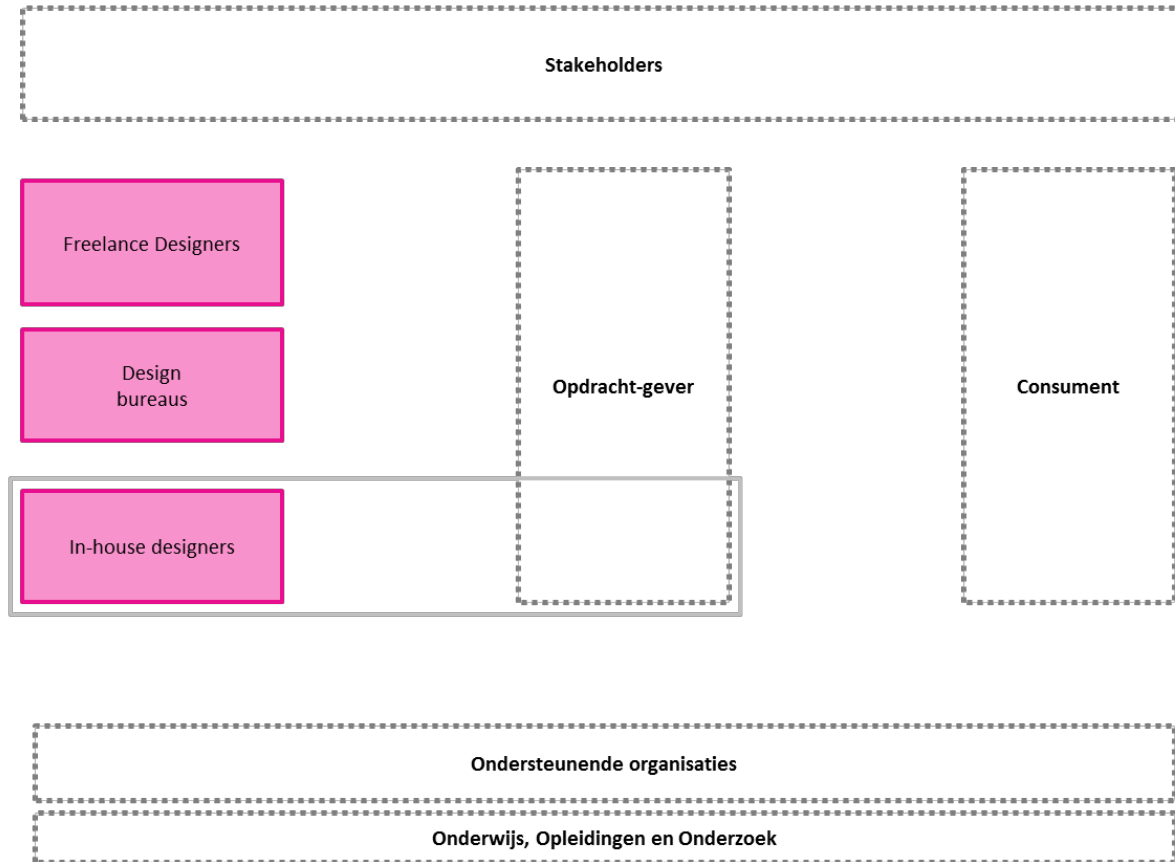 Stakeholders
Freelance Designers
Design
bureaus
Opdracht-gever
Consument
In-house designers
Ondersteunende organisaties
Onderwijs, Opleidingen en Onderzoek